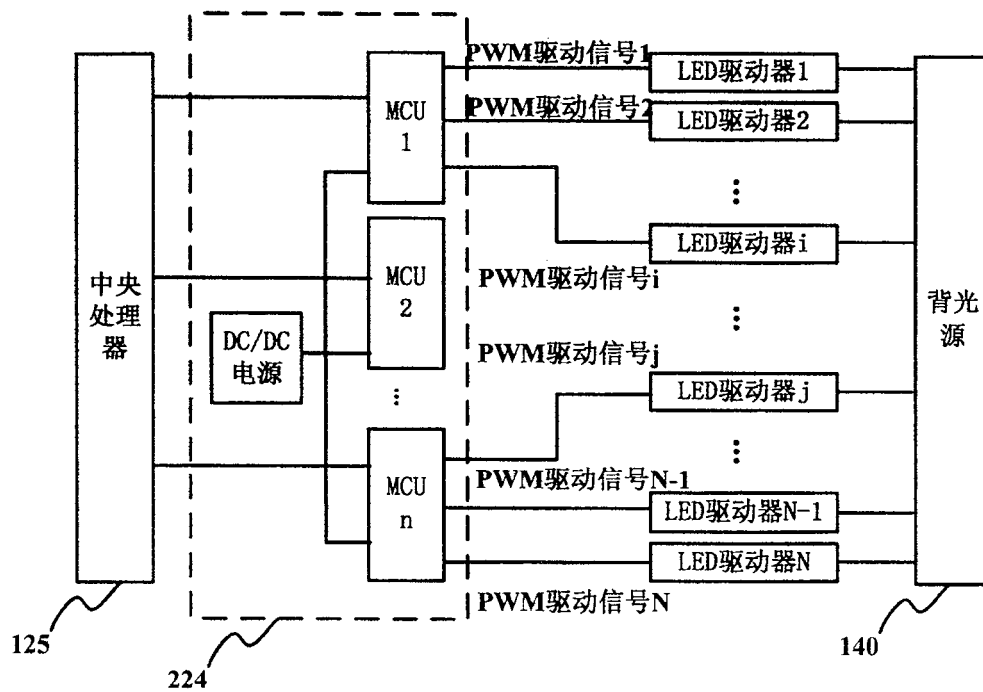 中央
处理
器
125
DC/DC
电源
224
MCU
1
MCU
2
...
MCU
n
PWM驱动信号1
PWM驱动信号2
PWM驱动信号i
PWM驱动信号j
PWM驱动信号N-1
PWM驱动信号N
LED驱动器1
LED驱动器2
...
LED驱动器i
...
LED驱动器j
...
LED驱动器N-1
LED驱动器N
背光
源
140